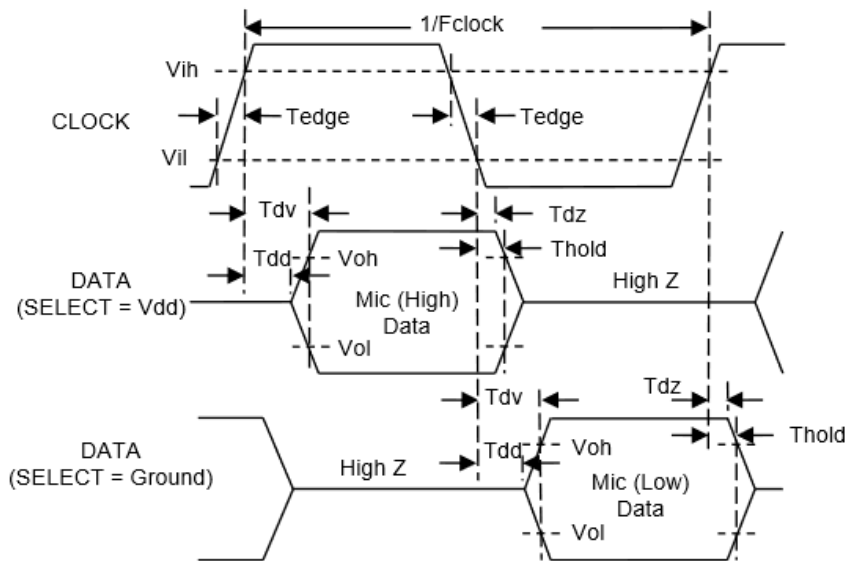 1/Fclock
Vih
CLOCK
Tedge
Tedge
Vil
Tdv
Tdz
Tdd
Voh
Thold
DATA
(SELECT = Vdd)
Mic (High)
Data
High Z
Vol
Tdv
Tdz
DATA
(SELECT = Ground)
High Z
Tdd
Voh
Thold
Mic (Low)
Data
Vol